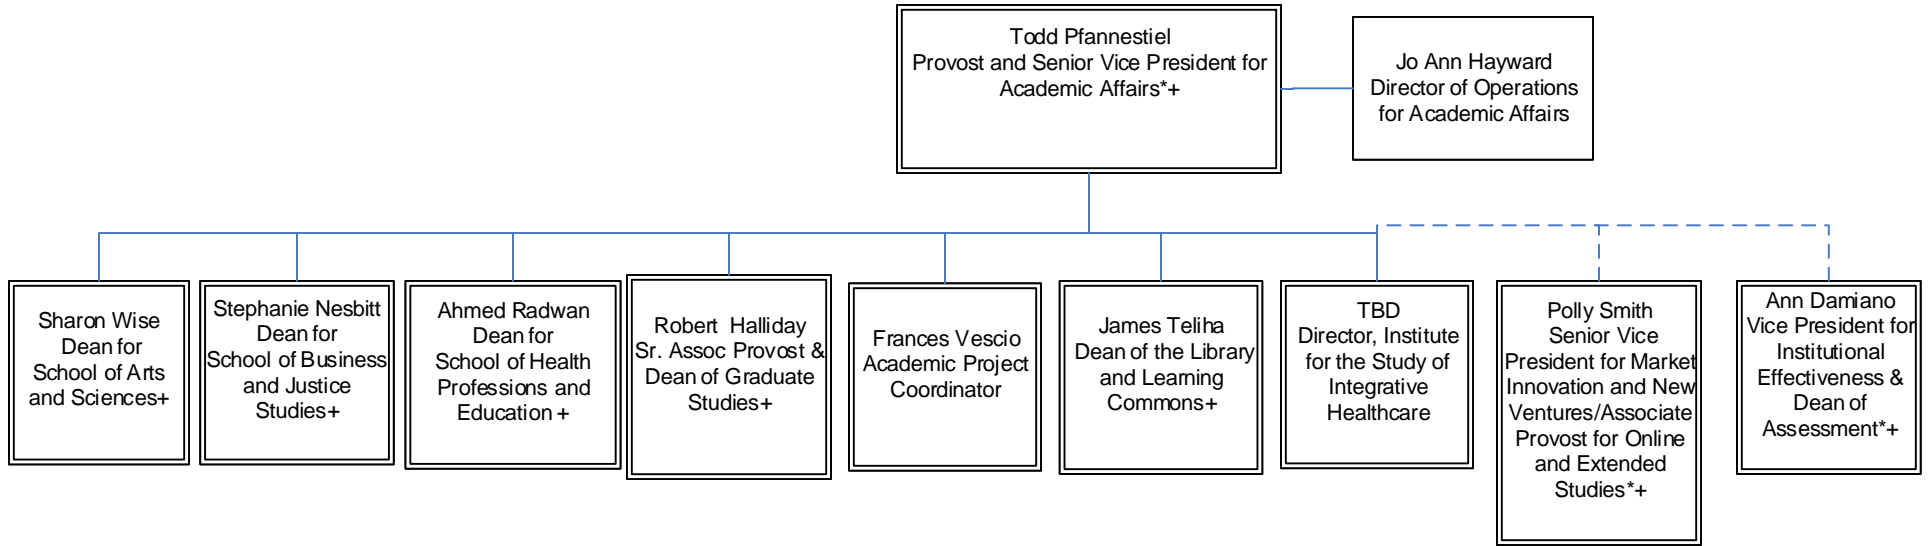 Todd Pfannestiel
Provost and Senior Vice President for
Academic Affairs*+
Jo Ann Hayward
Director of Operations
for Academic Affairs
Sharon Wise
Dean for
School of Arts
and Sciences+
Stephanie Nesbitt
Dean for
School of Business
and Justice
Studies+
Ahmed Radwan
Dean for
School of Health
Professions and
Education +
Robert Halliday
Sr. Assoc Provost &
Dean of Graduate
Studies+
Frances Vescio
Academic Project
Coordinator
James Teliha
Dean of the Library
and Learning
Commons+
TBD
Director, Institute
for the Study of
Integrative
Healthcare
Polly Smith
Senior Vice
President for Market
Innovation and New
Ventures/Associate
Provost for Online
and Extended
Studies*+
Ann Damiano
Vice President for
Institutional
Effectiveness &
Dean of
Assessment*+